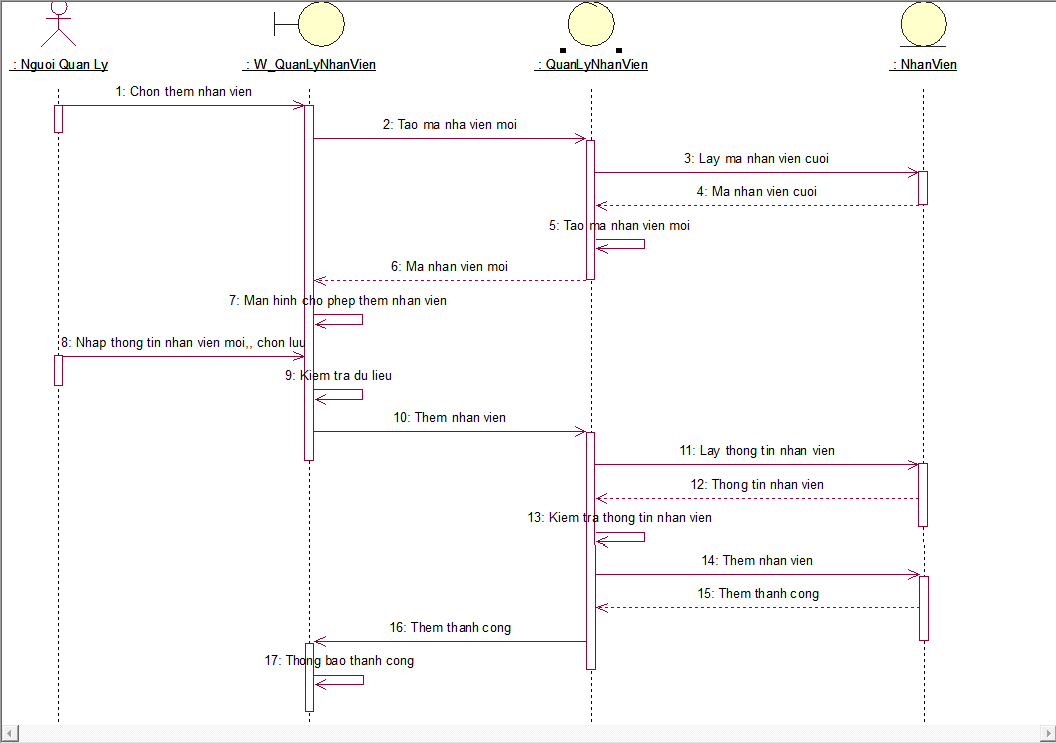 : Nguoi Quan Ly
: W_QuanLyNhanVien
: QuanLyNhanVien
: NhanVien
1: Chon them nhan vien
2: Tao ma nha vien moi
3: Lay ma nhan vien cuoi
4: Ma nhan vien cuoi
5: Tao ma nhan vien moi
6: Ma nhan vien moi
7: Man hinh cho phep them nhan vien
8: Nhap thong tin nhan vien moi,, chon luu
9: Kiem tra du lieu
10: Them nhan vien
11: Lay thong tin nhan vien
12: Thong tin nhan vien
13: Kiem tra thong tin nhan vien
14: Them nhan vien
15: Them thanh cong
16: Them thanh cong
17: Thong bao thanh cong